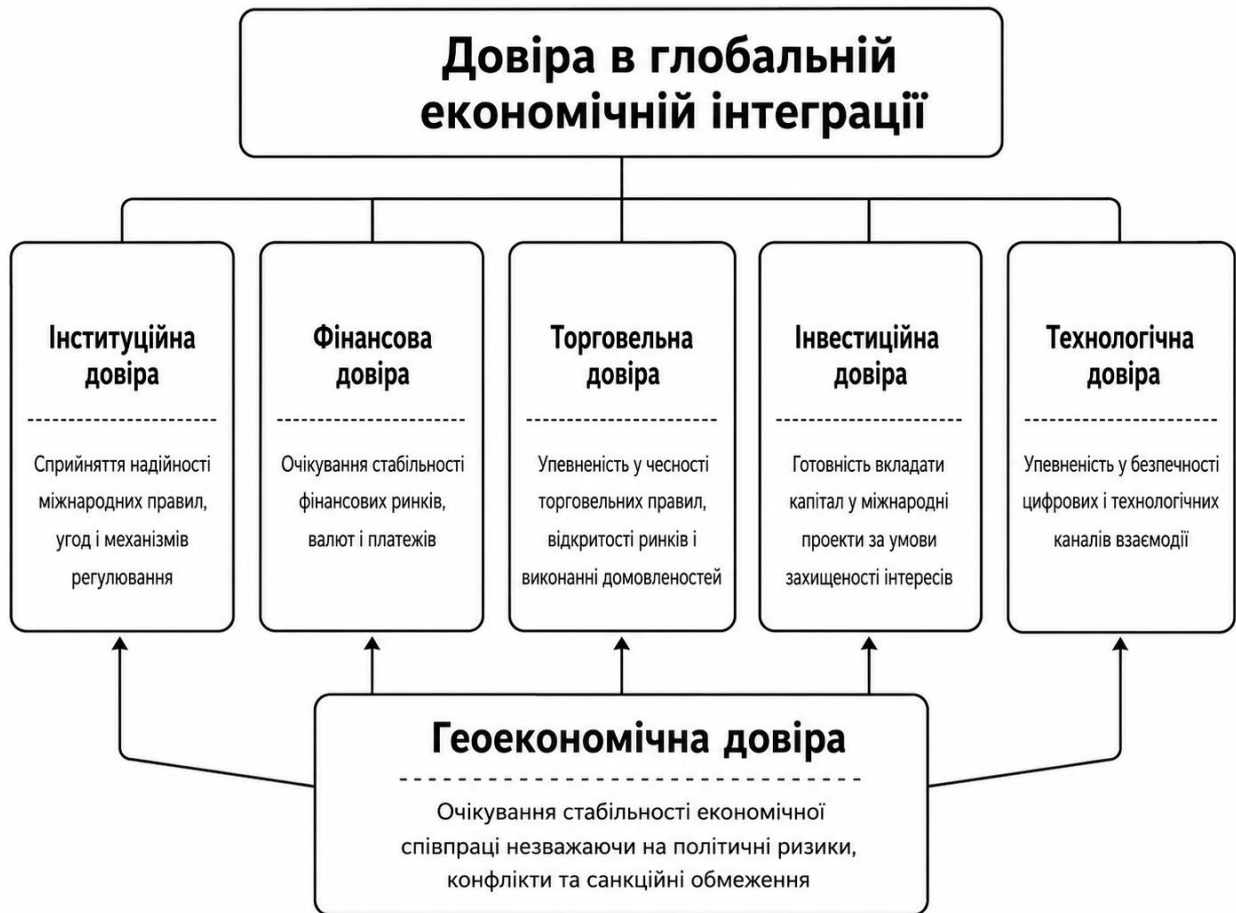 Довіра в глобальній
економічній інтеграції
Інституційна
довіра
Сприйняття надійності
міжнародних правил,
угод і механізмів
регулювання
Фінансова
довіра
Очікування стабільності
фінансових ринків,
валют і платежів
Торговельна
довіра
Упевненість у чесності
торговельних правил,
відкритості ринків і
виконанні домовленостей
Інвестиційна
довіра
Готовність вкладати
капітал у міжнародні
проекти за умови
захищеності інтересів
Технологічна
довіра
Упевненість у безпечності
цифрових і технологічних
каналів взаємодії
Геоекономічна довіра
Очікування стабільності економічної
співпраці незважаючи на політичні ризики,
конфлікти та санкційні обмеження